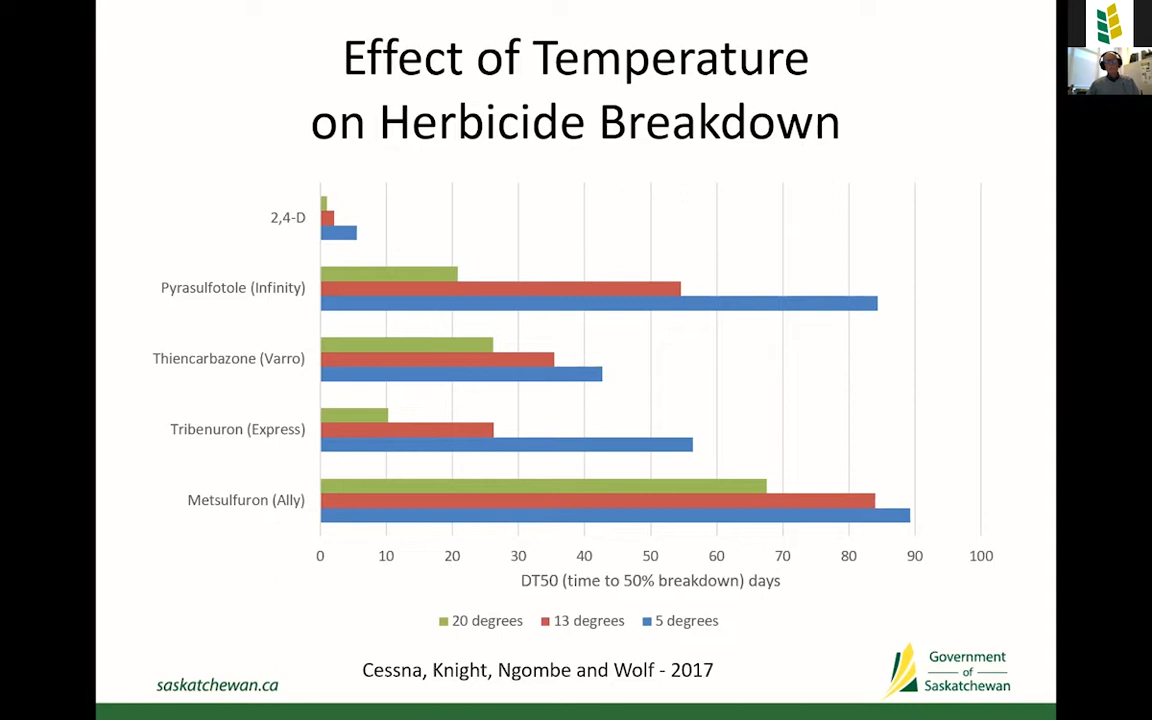 Effect of Temperature
on Herbicide Breakdown
2,4-D
Pyrasulfotole (Infinity)
Thiencarbazone (Varro)
Tribenuron (Express)
Metsulfuron (Ally)
0 10 20 30 40 50 60 70 80 90 100
DT50 (time to 50% breakdown) days
20 degrees 13 degrees 5 degrees
Cessna, Knight, Ngombe and Wolf - 2017
saskatchewan.ca
Government
of
Saskatchewan